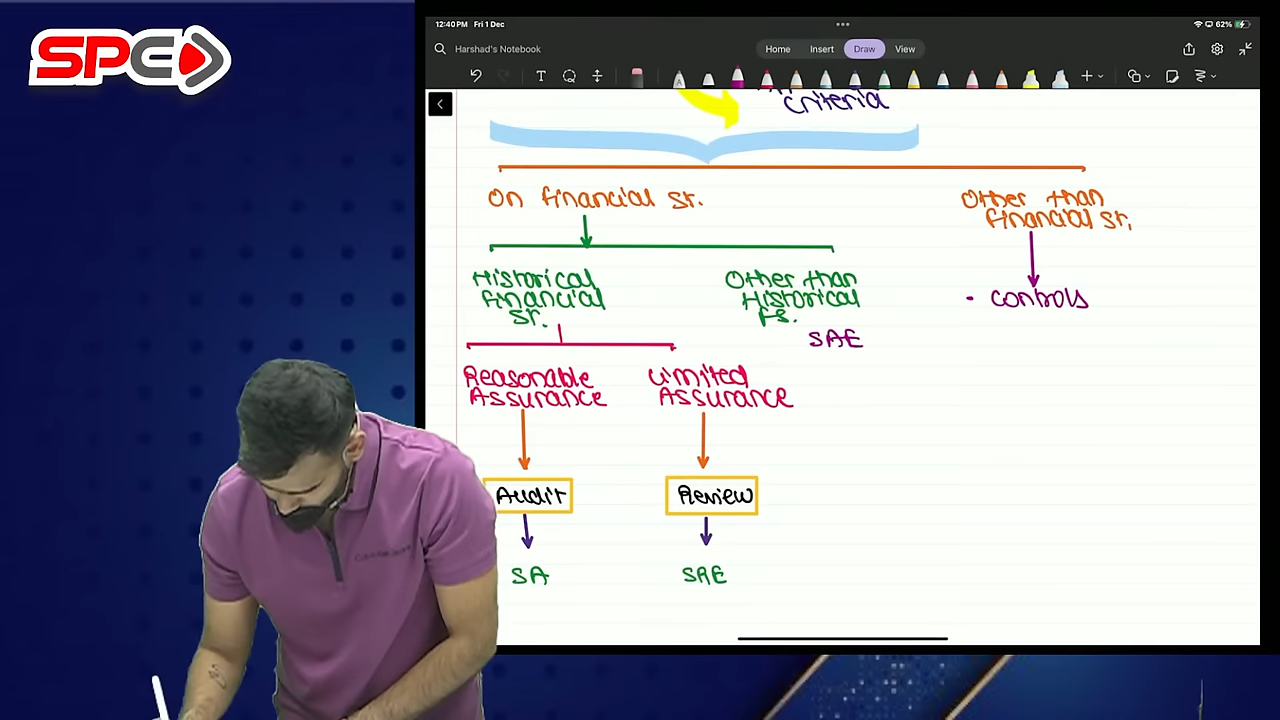 SPC
12:40 PM Fri 1 Dec
62%
Harshad's Notebook
Home Insert Draw View
criteria
On financial st.
Other than
financial st.
Historical
financial
st.
Other than
Historical
fs.
SAE
• controls
Reasonable
Assurance
Limited
Assurance
Audit
Review
SA
SRE